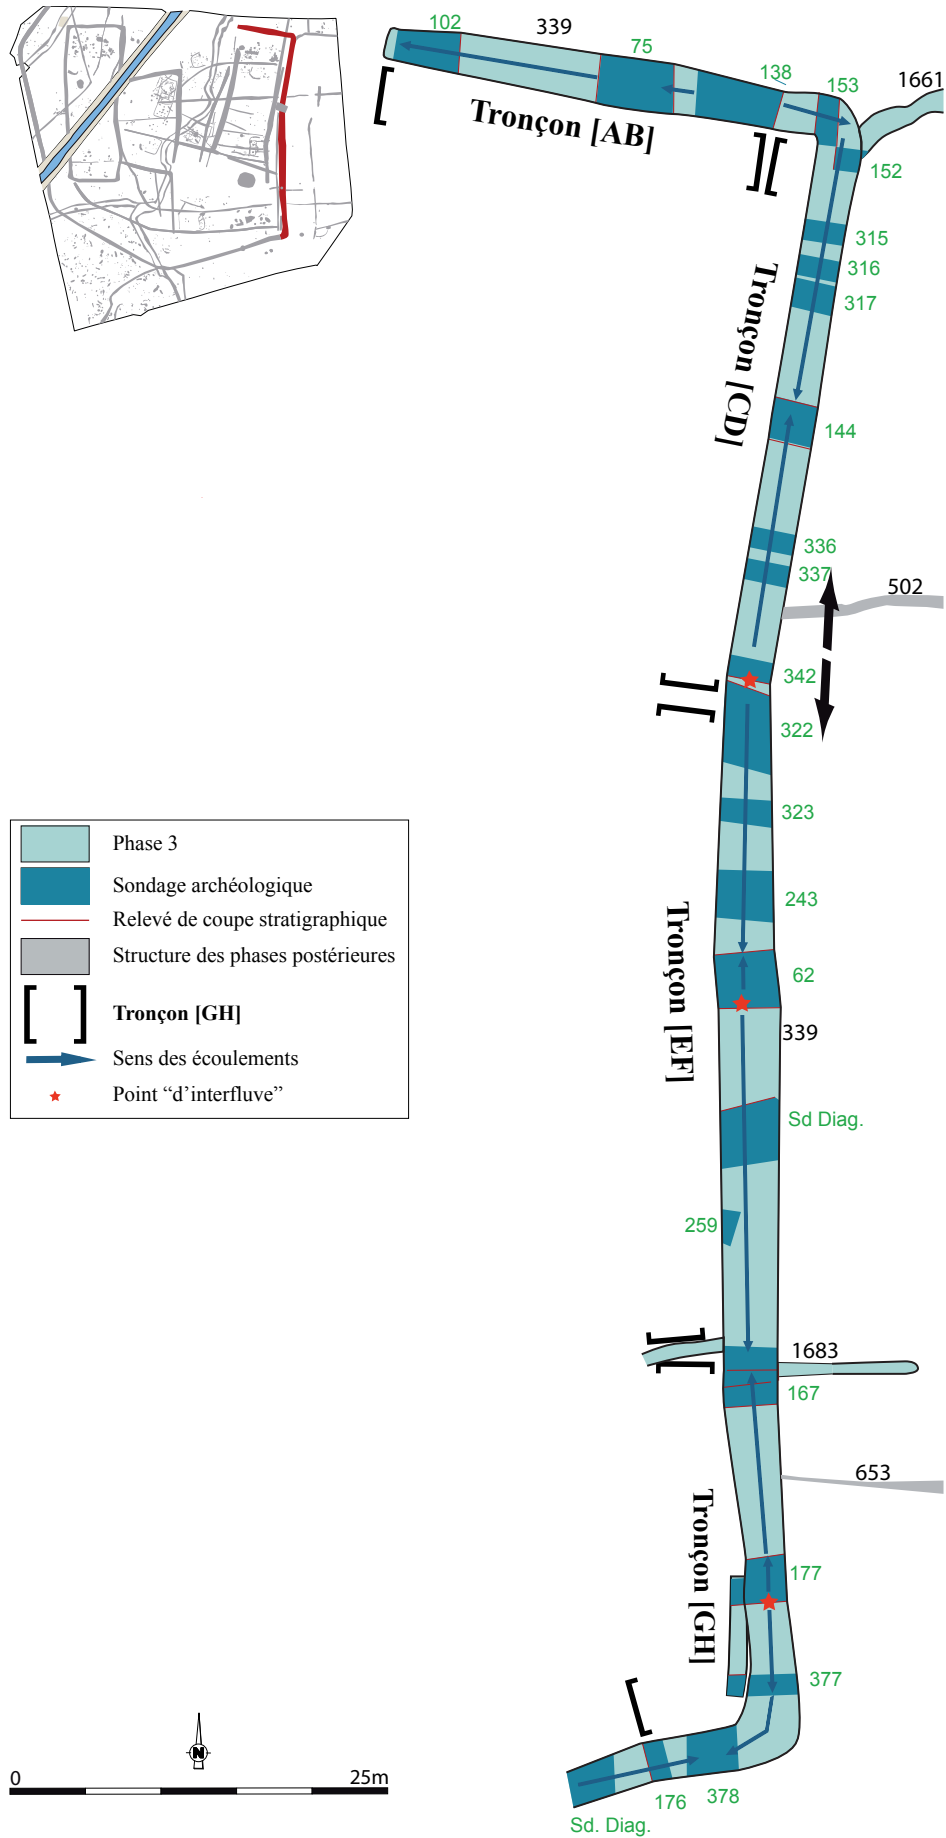 102
339
75
138
153
1661
Tronçon [AB]
152
315
316
317
Tronçon [CD]
144
336
337
502
342
322
323
243
Tronçon [EF]
62
339
Sd Diag.
259
1683
167
653
Tronçon [GH]
177
377
176
378
Sd. Diag.
Phase 3
Sondage archéologique
Relevé de coupe stratigraphique
Structure des phases postérieures
Tronçon [GH]
Sens des écoulements
Point “d’interfluve”
N
0
25m